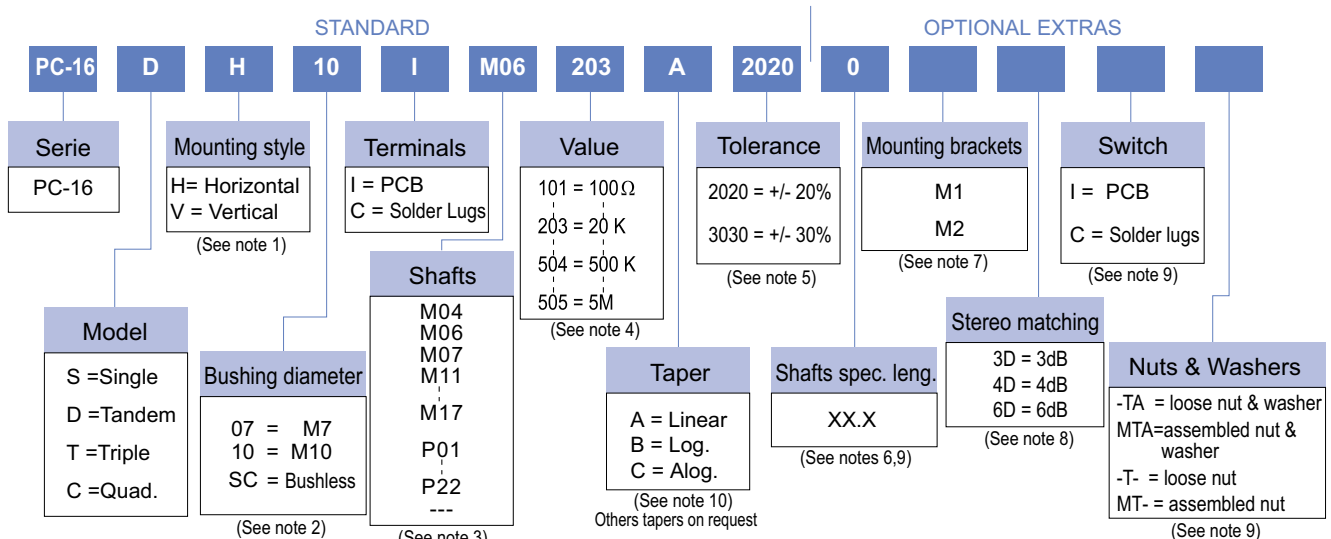 STANDARD
OPTIONAL EXTRAS
PC-16 D H 10 I M06 203 A 2020 0
Serie
PC-16
Mounting style
H= Horizontal
V = Vertical
(See note 1)
Terminals
I = PCB
C = Solder Lugs
Value
101 = 100Ω
203 = 20 K
504 = 500 K
505 = 5M
(See note 4)
Tolerance
2020 = +/- 20%
3030 = +/- 30%
(See note 5)
Mounting brackets
M1
M2
(See note 7)
Switch
I = PCB
C = Solder lugs
(See note 9)
Model
S =Single
D =Tandem
T =Triple
C =Quad.
Bushing diameter
07 = M7
10 = M10
SC = Bushless
(See note 2)
Shafts
M04
M06
M07
M11
M17
P01
P22
---
(See note 3)
Taper
A = Linear
B = Log.
C = Alog.
(See note 10)
Others tapers on request
Shafts spec. leng.
XX.X
(See notes 6,9)
Stereo matching
3D = 3dB
4D = 4dB
6D = 6dB
(See note 8)
Nuts & Washers
-TA = loose nut & washer
MTA=assembled nut &
washer
-T- = loose nut
MT- = assembled nut
(See note 9)